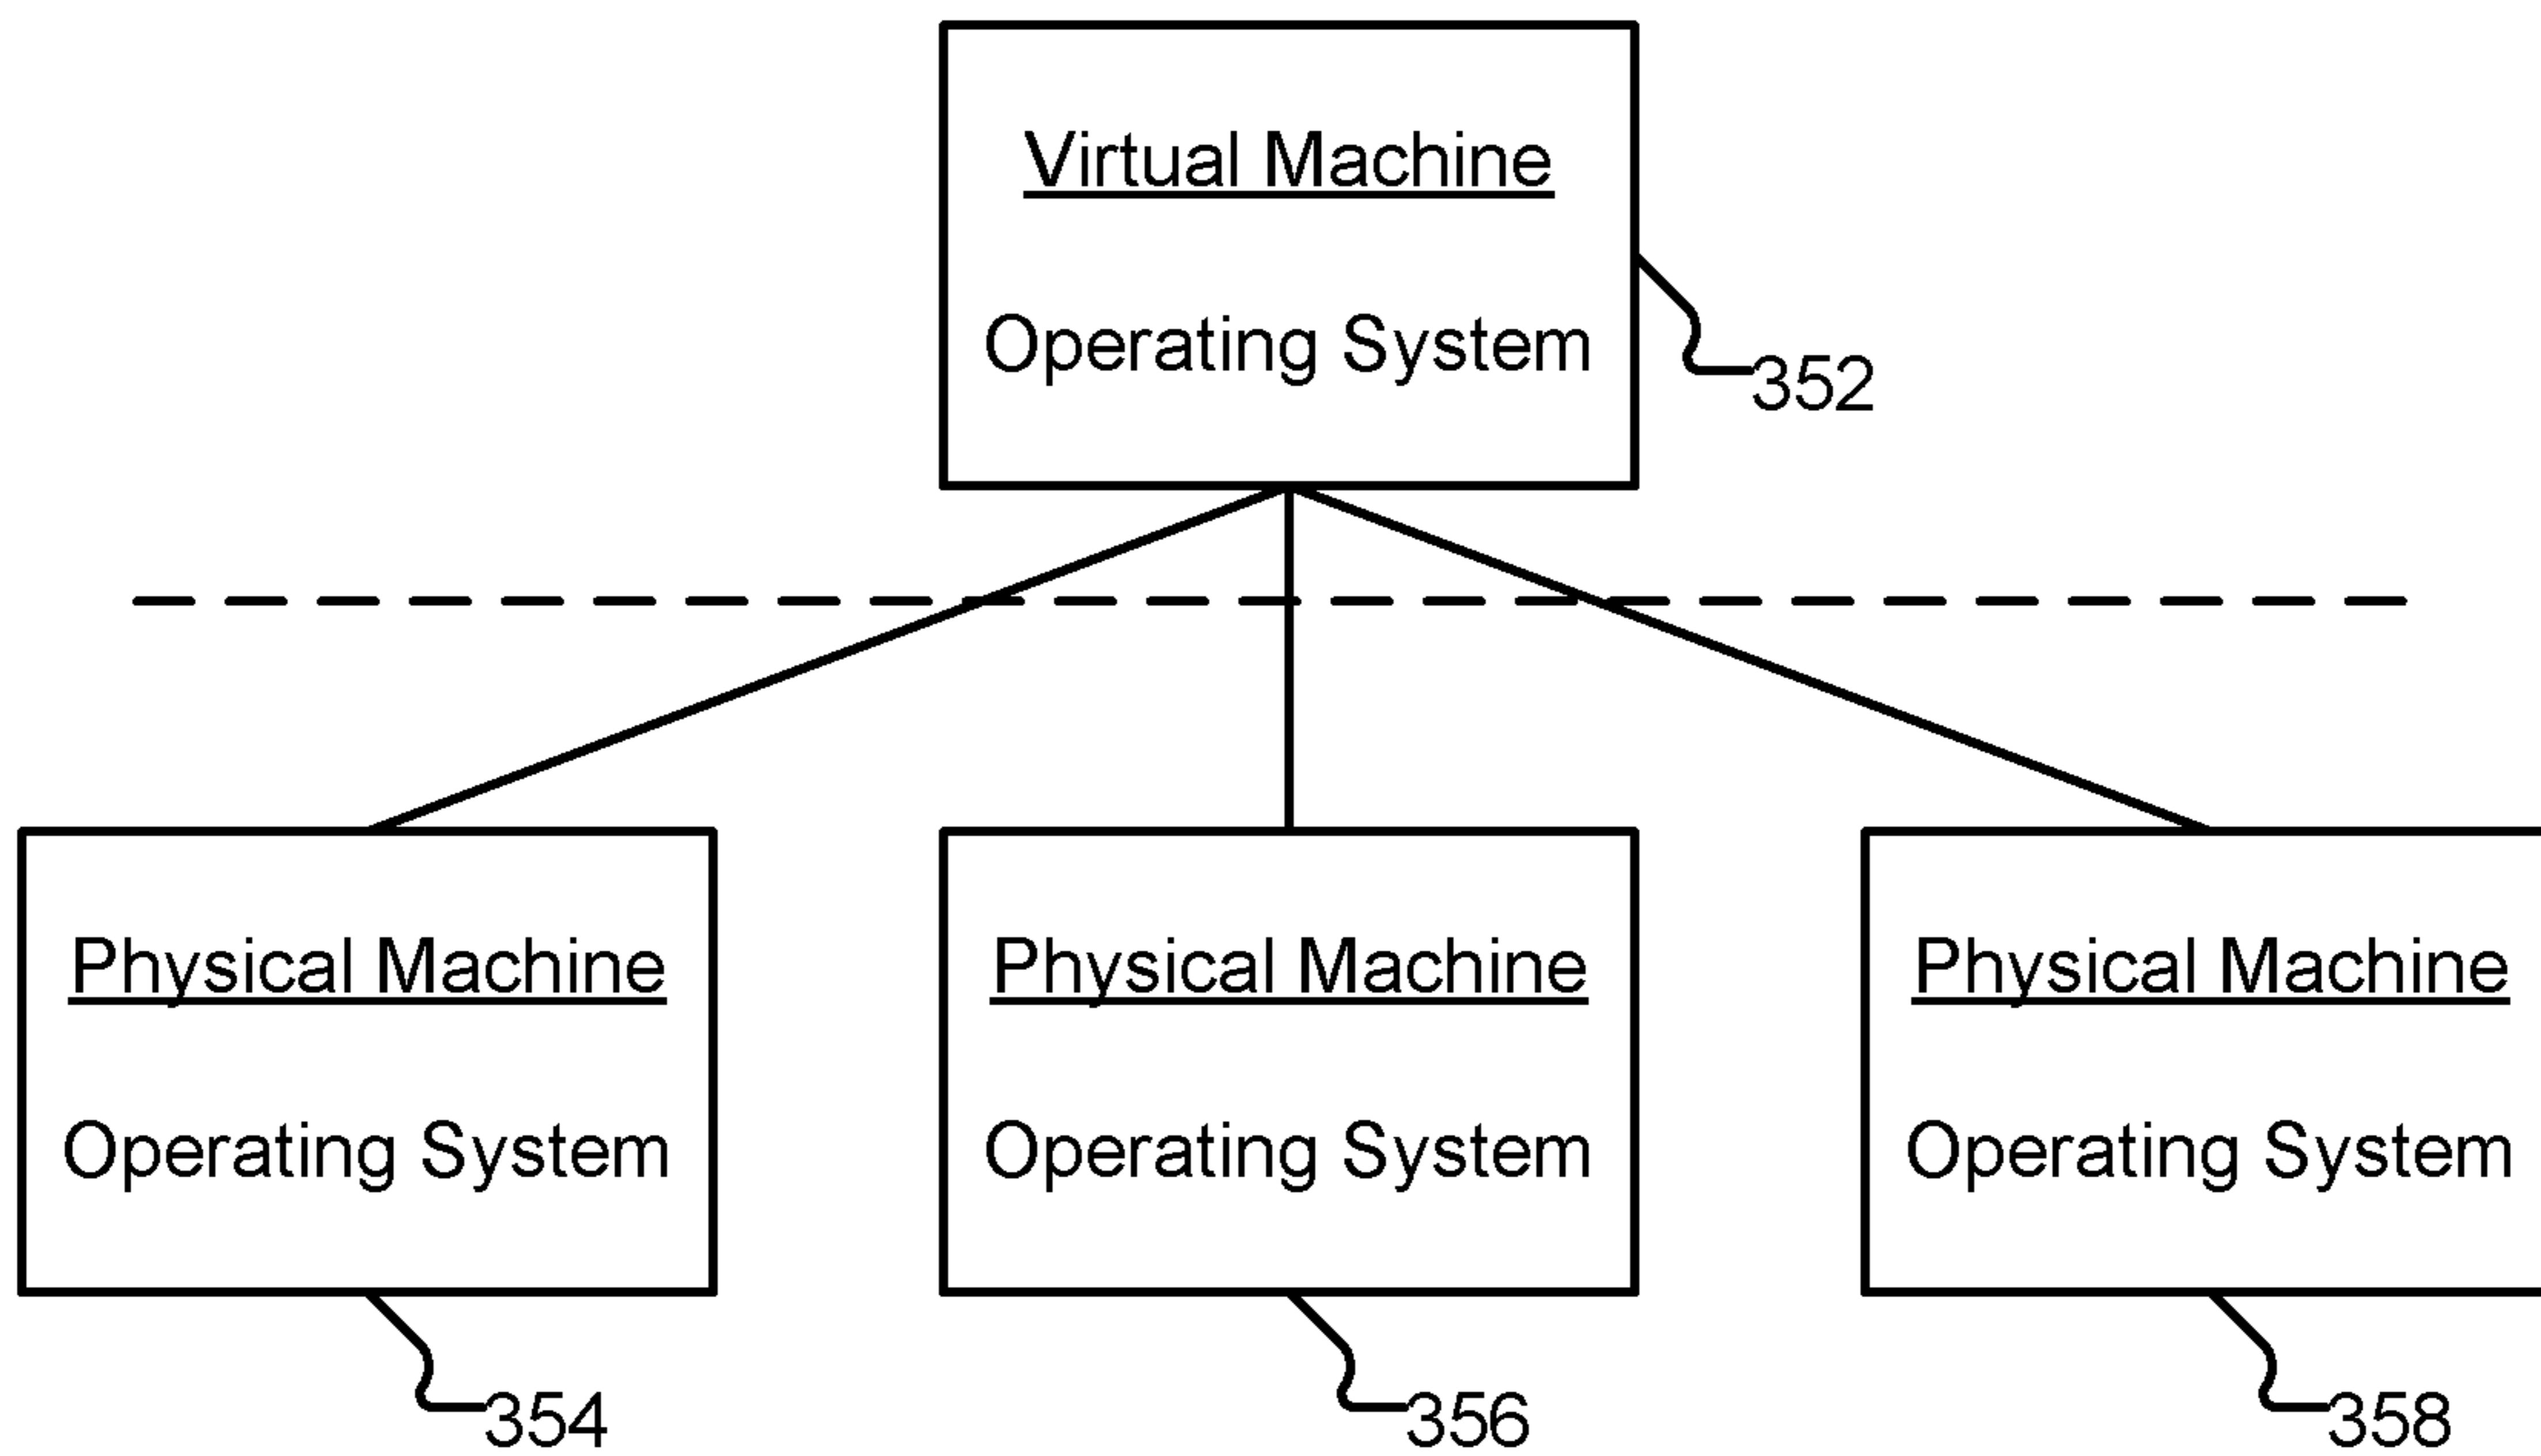 Virtual Machine
Operating System
352
Physical Machine
Operating System
354
Physical Machine
Operating System
356
Physical Machine
Operating System
358